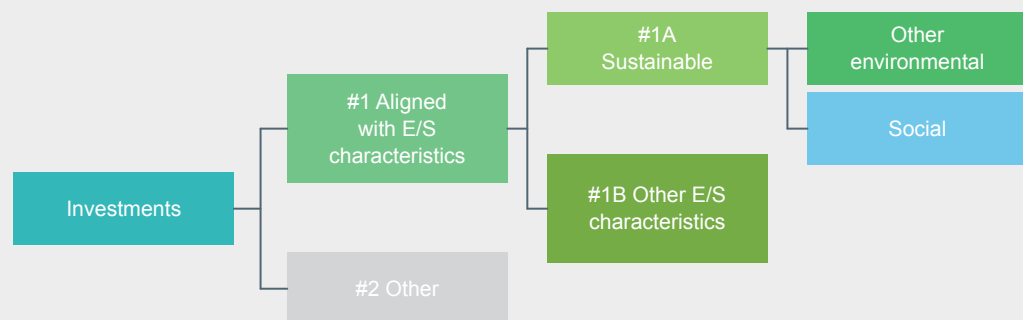 Investments
#1 Aligned
with E/S
characteristics
#2 Other
#1A
Sustainable
#1B Other E/S
characteristics
Other
environmental
Social